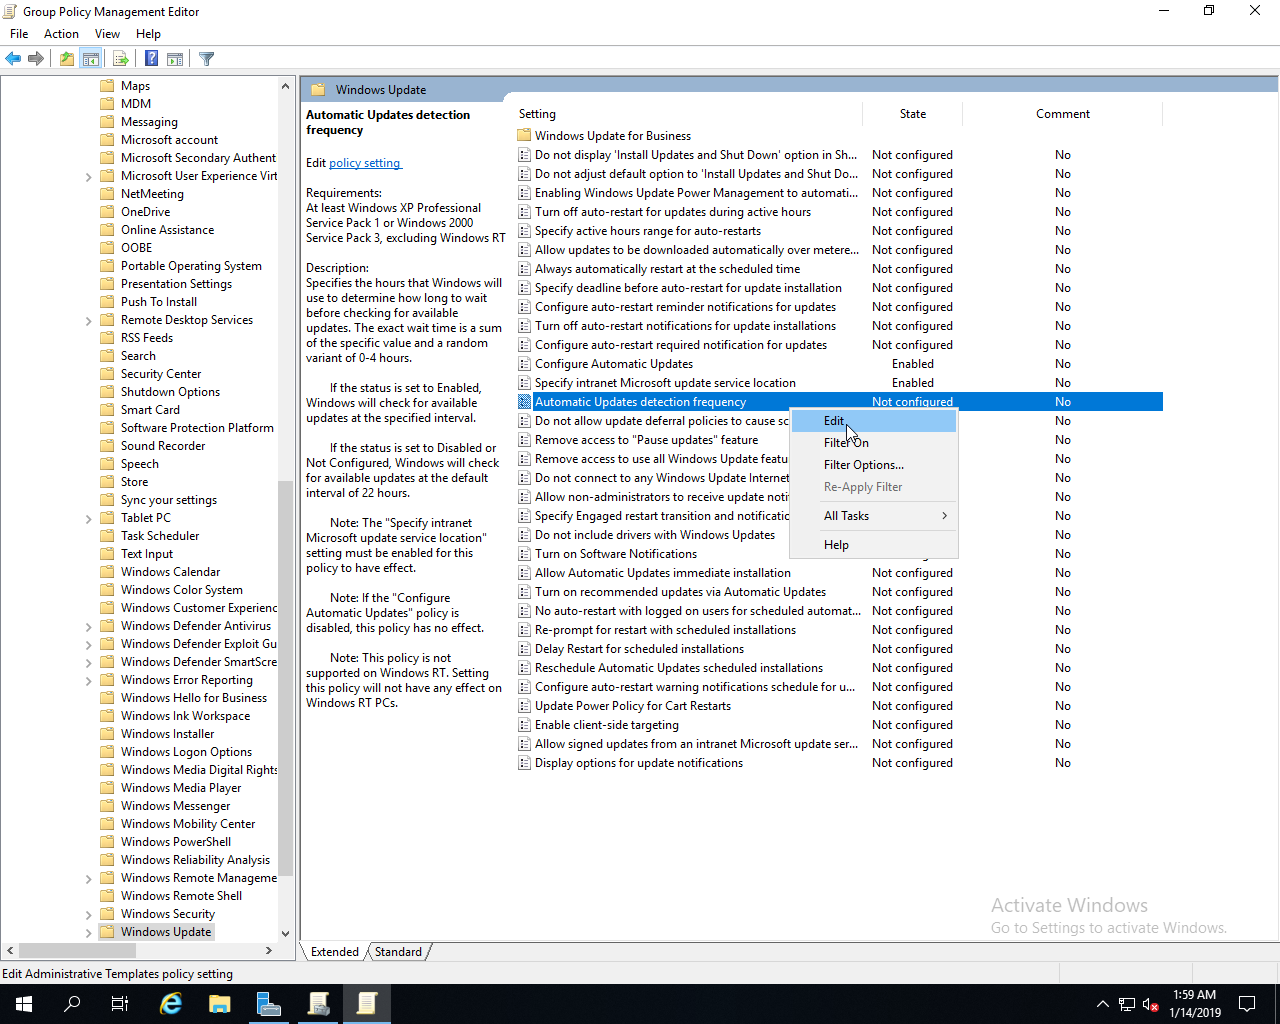 Group Policy Management Editor
File Action View Help
Maps
MDM
Messaging
Microsoft account
Microsoft Secondary Authent
Microsoft User Experience Virt
NetMeeting
OneDrive
Online Assistance
OOBE
Portable Operating System
Presentation Settings
Push To Install
Remote Desktop Services
RSS Feeds
Search
Security Center
Shutdown Options
Smart Card
Software Protection Platform
Sound Recorder
Speech
Store
Sync your settings
Tablet PC
Task Scheduler
Text Input
Windows Calendar
Windows Color System
Windows Customer Experienc
Windows Defender Antivirus
Windows Defender Exploit Gu
Windows Defender SmartScre
Windows Error Reporting
Windows Hello for Business
Windows Ink Workspace
Windows Installer
Windows Logon Options
Windows Media Digital Rights
Windows Media Player
Windows Messenger
Windows Mobility Center
Windows PowerShell
Windows Reliability Analysis
Windows Remote Manageme
Windows Remote Shell
Windows Security
Windows Update
Windows Update
Automatic Updates detection
frequency
Edit policy setting
Requirements:
At least Windows XP Professional
Service Pack 1 or Windows 2000
Service Pack 3, excluding Windows RT
Description:
Specifies the hours that Windows will
use to determine how long to wait
before checking for available
updates. The exact wait time is a sum
of the specific value and a random
variant of 0-4 hours.
If the status is set to Enabled,
Windows will check for available
updates at the specified interval.
If the status is set to Disabled or
Not Configured, Windows will check
for available updates at the default
interval of 22 hours.
Note: The "Specify intranet
Microsoft update service location"
setting must be enabled for this
policy to have effect.
Note: If the "Configure
Automatic Updates" policy is
disabled, this policy has no effect.
Note: This policy is not
supported on Windows RT. Setting
this policy will not have any effect on
Windows RT PCs.
Setting State Comment
Windows Update for Business
Do not display 'Install Updates and Shut Down' option in Sh... Not configured No
Do not adjust default option to 'Install Updates and Shut Do... Not configured No
Enabling Windows Update Power Management to automati... Not configured No
Turn off auto-restart for updates during active hours Not configured No
Specify active hours range for auto-restarts Not configured No
Allow updates to be downloaded automatically over metere... Not configured No
Always automatically restart at the scheduled time Not configured No
Specify deadline before auto-restart for update installation Not configured No
Configure auto-restart reminder notifications for updates Not configured No
Turn off auto-restart notifications for update installations Not configured No
Configure auto-restart required notification for updates Not configured No
Configure Automatic Updates Enabled No
Specify intranet Microsoft update service location Enabled No
Automatic Updates detection frequency Not configured No
Do not allow update deferral policies to cause sc No
Remove access to "Pause updates" feature No
Remove access to use all Windows Update featu No
Do not connect to any Windows Update Internet No
Allow non-administrators to receive update noti No
Specify Engaged restart transition and notificatic No
Do not include drivers with Windows Updates No
Turn on Software Notifications No
Allow Automatic Updates immediate installation Not configured No
Turn on recommended updates via Automatic Updates Not configured No
No auto-restart with logged on users for scheduled automat... Not configured No
Re-prompt for restart with scheduled installations Not configured No
Delay Restart for scheduled installations Not configured No
Reschedule Automatic Updates scheduled installations Not configured No
Configure auto-restart warning notifications schedule for u... Not configured No
Update Power Policy for Cart Restarts Not configured No
Enable client-side targeting Not configured No
Allow signed updates from an intranet Microsoft update ser... Not configured No
Display options for update notifications Not configured No
Edit
Filter On
Filter Options...
Re-Apply Filter
All Tasks
Help
Activate Windows
Go to Settings to activate Windows.
Extended Standard
Edit Administrative Templates policy setting
1:59 AM
1/14/2019